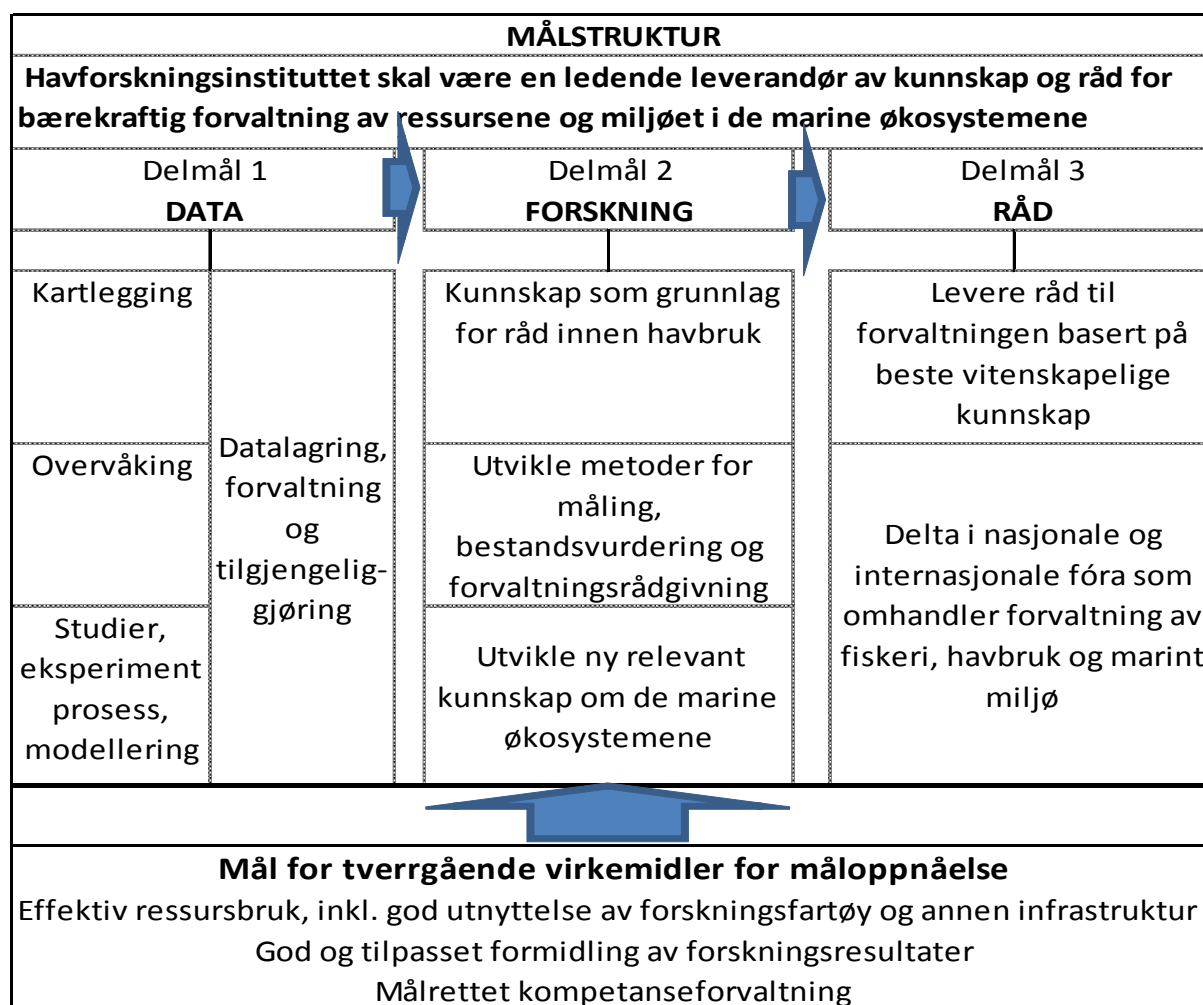 MÅLSTRUKTUR
Havforskningsinstituttet skal være en ledende leverandør av kunnskap og råd for
bærekraftig forvaltning av ressursene og miljøet i de marine økosystemene
Delmål 1
DATA
Kartlegging
Overvåking
Studier,
eksperiment
prosess,
modellering
Datalagring,
forvaltning
og
tilgjengelig-
gjøring
Delmål 2
FORSKNING
Kunnskap som grunnlag
for råd innen havbruk
Utvikle metoder for
måling,
bestandsvurdering og
forvaltningsrådgivning
Utvikle ny relevant
kunnskap om de marine
økosystemene
Delmål 3
RÅD
Levere råd til
forvaltningen basert på
beste vitenskapelige
kunnskap
Delta i nasjonale og
internasjonale fóra som
omhandler forvaltning av
fiskeri, havbruk og marint
miljø
Mål for tverrgående virkemidler for måloppnåelse
Effektiv ressursbruk, inkl. god utnyttelse av forskningsfartøy og annen infrastruktur
God og tilpasset formidling av forskningsresultater
Målrettet kompetanseforvaltning